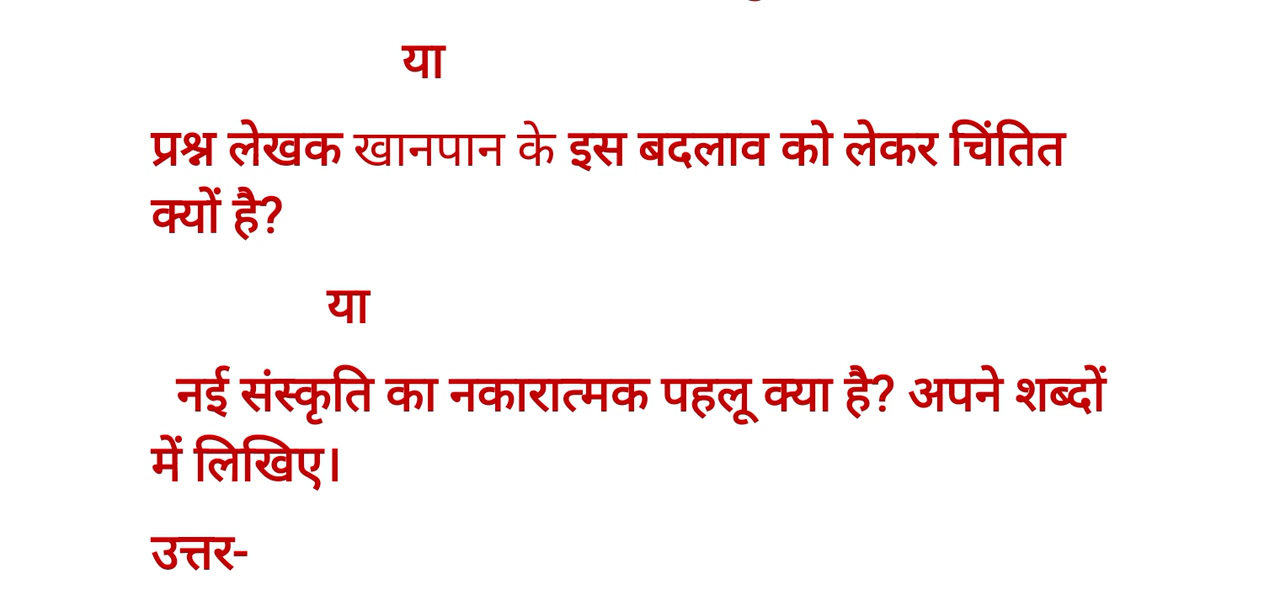 या
प्रश्न लेखक खानपान के इस बदलाव को लेकर चिंतित
क्यों है?
या
नई संस्कृति का नकारात्मक पहलू क्या है? अपने शब्दों
में लिखिए।
उत्तर-